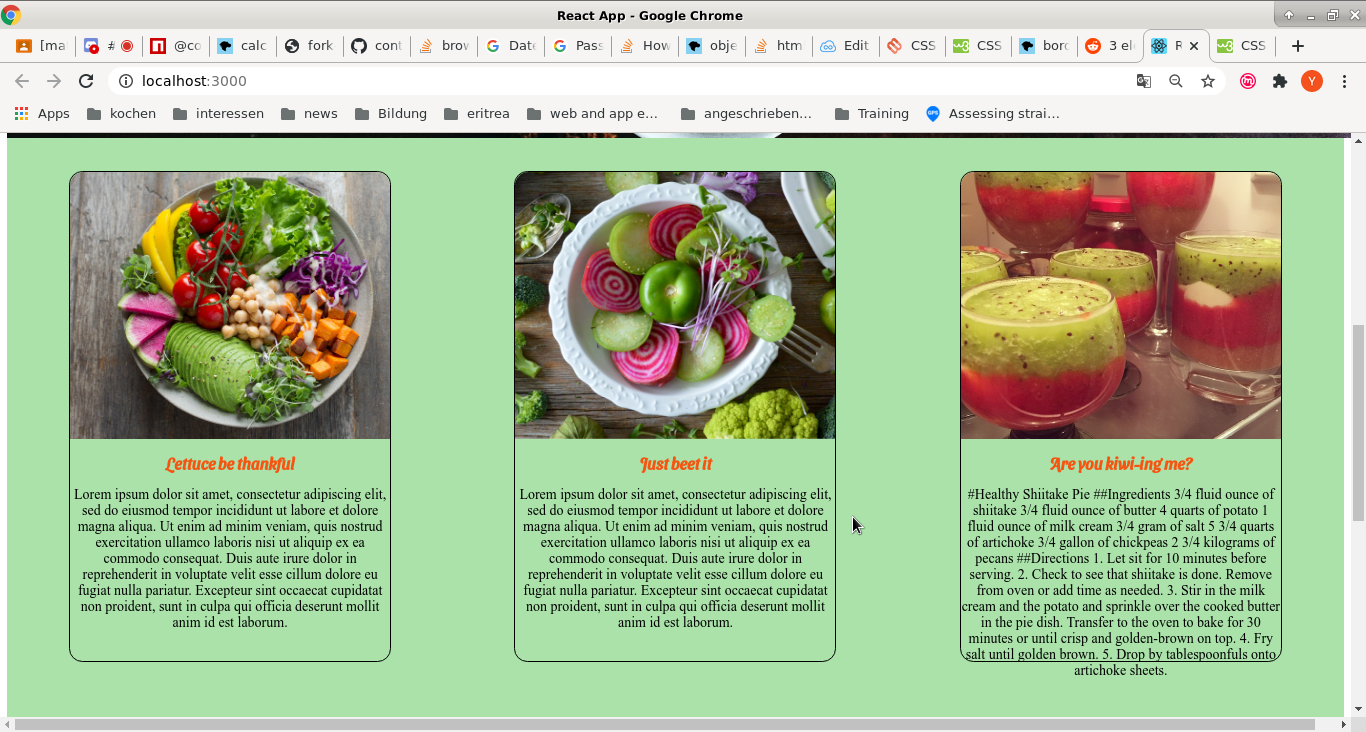 React App - Google Chrome
[ma
#
@co
calc
fork
cont
brow
Date
Pass
How
obje
htm
Edit
CSS
CSS
bord
3 el
R
CSS
localhost:3000
Y
Apps
kochen
interessen
news
Bildung
eritrea
web and app e…
angeschrieben…
Training
Assessing strai…
Lettuce be thankful
Lorem ipsum dolor sit amet, consectetur adipiscing elit,
sed do eiusmod tempor incididunt ut labore et dolore
magna aliqua. Ut enim ad minim veniam, quis nostrud
exercitation ullamco laboris nisi ut aliquip ex ea
commodo consequat. Duis aute irure dolor in
reprehenderit in voluptate velit esse cillum dolore eu
fugiat nulla pariatur. Excepteur sint occaecat cupidatat
non proident, sunt in culpa qui officia deserunt mollit
anim id est laborum.
Just beet it
Lorem ipsum dolor sit amet, consectetur adipiscing elit,
sed do eiusmod tempor incididunt ut labore et dolore
magna aliqua. Ut enim ad minim veniam, quis nostrud
exercitation ullamco laboris nisi ut aliquip ex ea
commodo consequat. Duis aute irure dolor in
reprehenderit in voluptate velit esse cillum dolore eu
fugiat nulla pariatur. Excepteur sint occaecat cupidatat
non proident, sunt in culpa qui officia deserunt mollit
anim id est laborum.
Are you kiwi-ing me?
#Healthy Shiitake Pie ##Ingredients 3/4 fluid ounce of
shiitake 3/4 fluid ounce of butter 4 quarts of potato 1
fluid ounce of milk cream 3/4 gram of salt 5 3/4 quarts
of artichoke 3/4 gallon of chickpeas 2 3/4 kilograms of
pecans ##Directions 1. Let sit for 10 minutes before
serving. 2. Check to see that shiitake is done. Remove
from oven or add time as needed. 3. Stir in the milk
cream and the potato and sprinkle over the cooked butter
in the pie dish. Transfer to the oven to bake for 30
minutes or until crisp and golden-brown on top. 4. Fry
salt until golden brown. 5. Drop by tablespoonfuls onto
artichoke sheets.